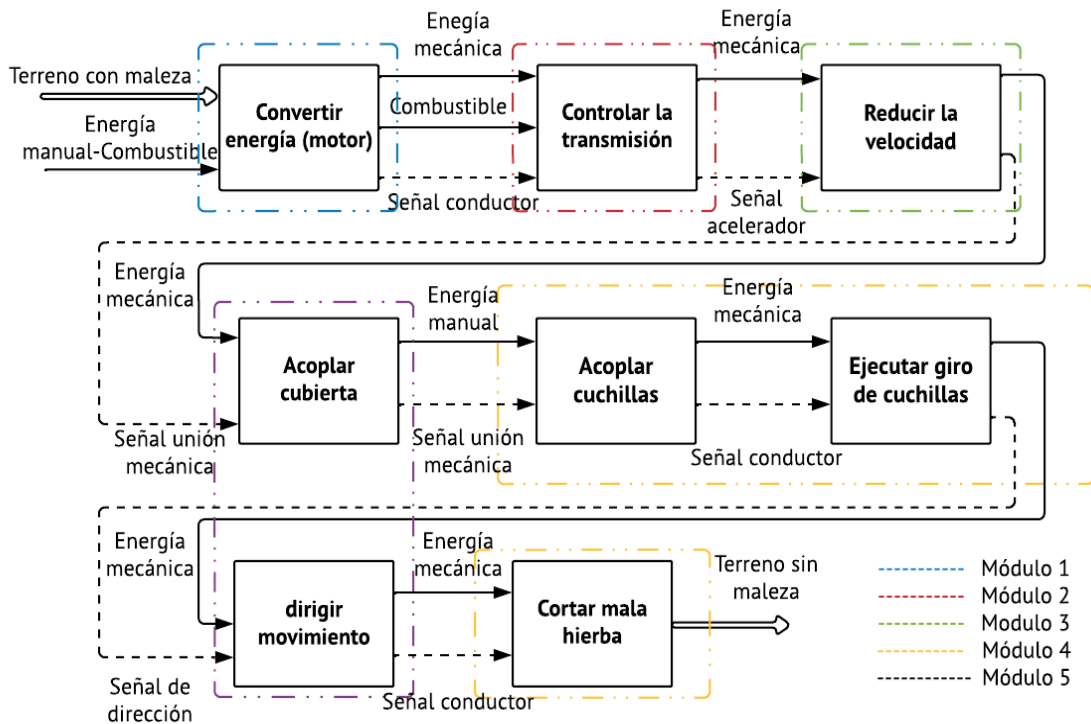 Enegía
mecánica
Energía
mecánica
Terreno con maleza
Convertir
energía (motor)
Combustible
Controlar la
transmisión
Reducir la
velocidad
Energía
manual-Combustible
Señal conductor
Señal
acelerador
Energía
mecánica
Energía
manual
Energía
mecánica
Acoplar
cubierta
Acoplar
cuchillas
Ejecutar giro
de cuchillas
Señal unión
mecánica
Señal unión
mecánica
Señal conductor
Energía
mecánica
Energía
mecánica
Terreno sin
maleza
dirigir
movimiento
Cortar mala
hierba
Señal de
dirección
Señal conductor
Módulo 1
Módulo 2
Modulo 3
Módulo 4
Módulo 5